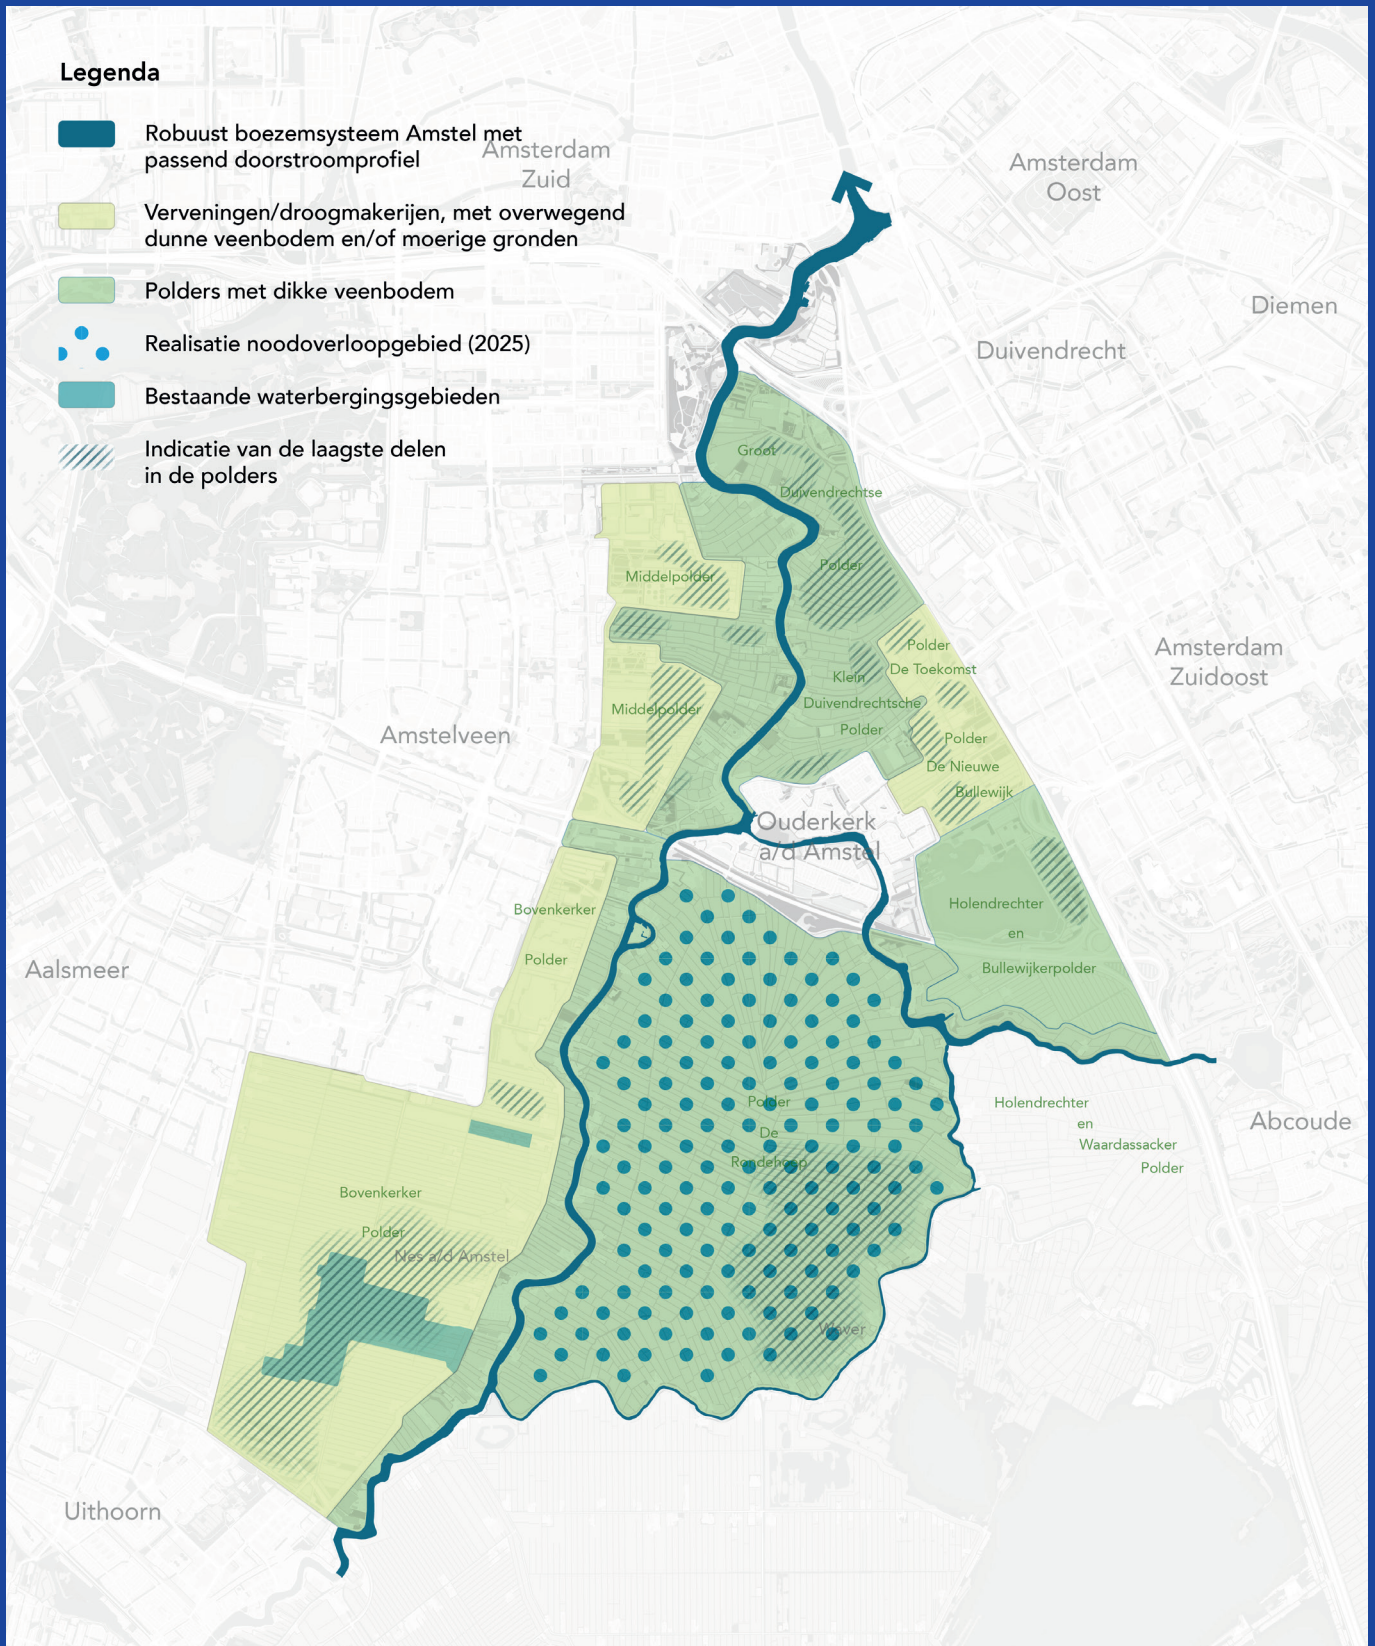 Legenda
Robuust boezemsysteem Amstel met
passend doorstroomprofiel
Verveningen/droogmakerijen, met overwegend
dunne veenbodem en/of moerige gronden
Polders met dikke veenbodem
Realisatie noodoverloopgebied (2025)
Bestaande waterbergingsgebieden
Indicatie van de laagste delen
in de polders
Amsterdam
Zuid
Amsterdam
Oost
Diemen
Duivendrecht
Groot
Duivendrechtse
Polder
Middelpolder
Polder
De Toekomst
Amsterdam
Zuidoost
Klein
Duivendrechtsche
Polder
Middelpolder
Amstelveen
Polder
De Nieuwe
Bullewijk
Ouderkerk
a/d Amstel
Bovenkerker
Polder
Holendrechter
en
Bullewijkerpolder
Aalsmeer
Polder
De
Rondehoep
Holendrechter
en
Waardassacker
Polder
Abcoude
Bovenkerker
Polder
Nes a/d Amstel
Waver
Uithoorn